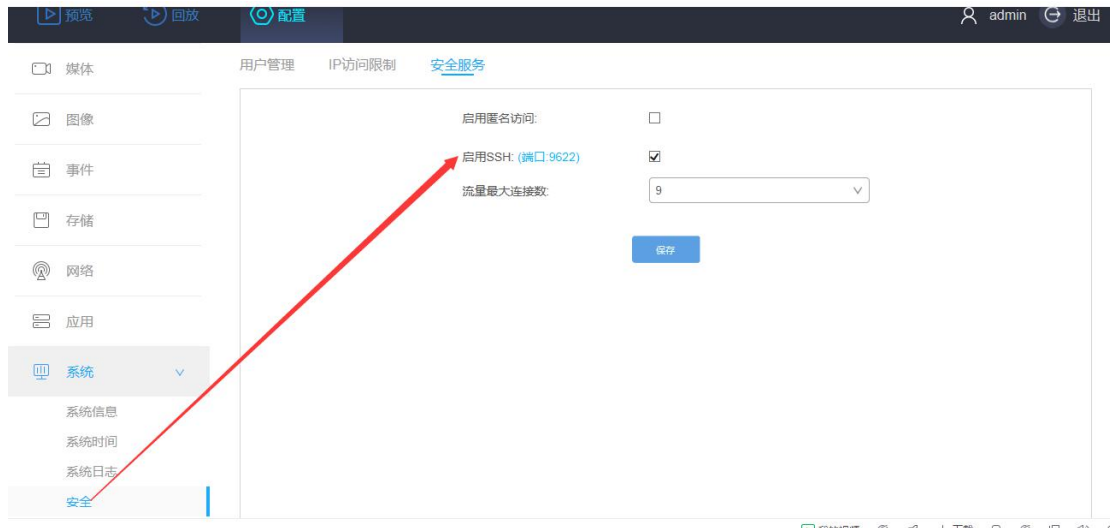 预览 回放 配置 admin 退出
用户管理 IP访问限制 安全服务
媒体
图像
事件
存储
网络
应用
系统
系统信息
系统时间
系统日志
安全
启用匿名访问:
启用SSH: (端口:9622)
流量最大连接数: 9
保存
下载